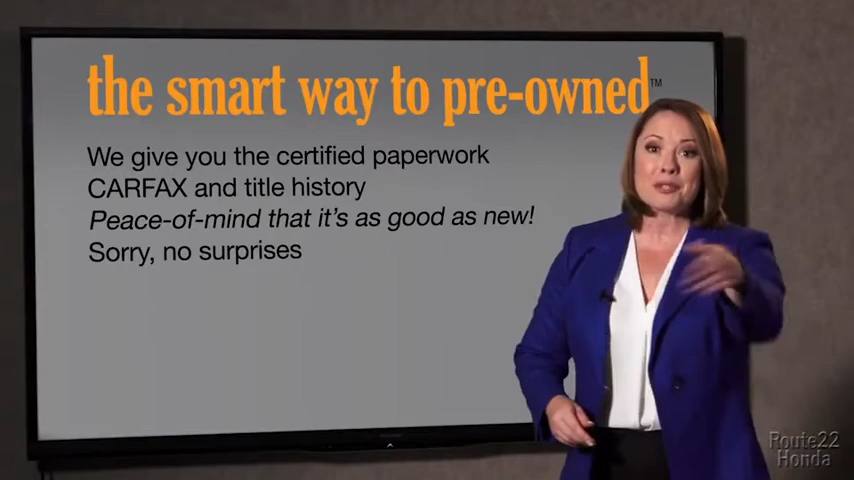 the smart way to pre-owned™
We give you the certified paperwork
CARFAX and title history
Peace-of-mind that it's as good as new!
Sorry, no surprises
Route22
Honda